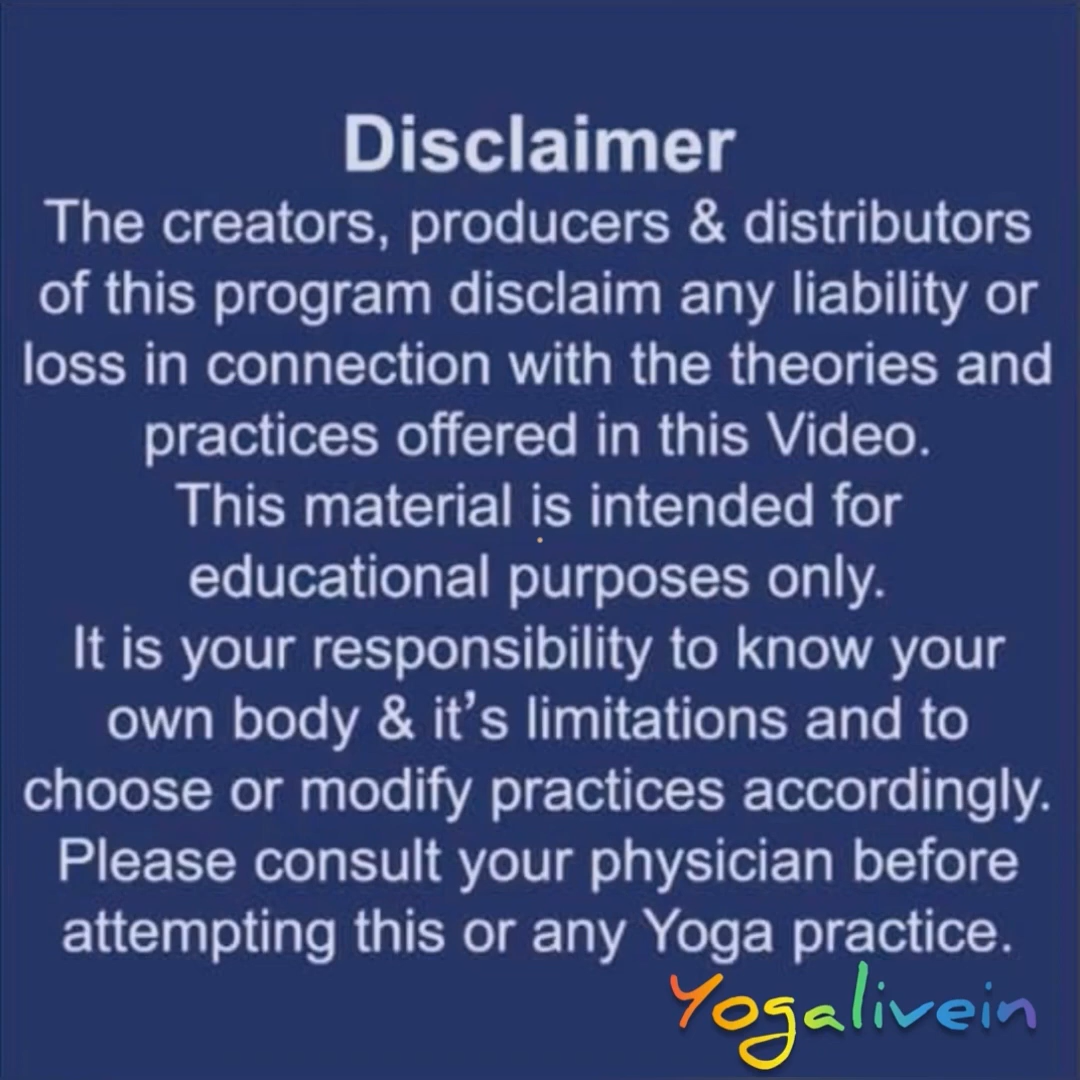 Disclaimer
The creators, producers & distributors
of this program disclaim any liability or
loss in connection with the theories and
practices offered in this Video.
This material is intended for
educational purposes only.
It is your responsibility to know your
own body & it’s limitations and to
choose or modify practices accordingly.
Please consult your physician before
attempting this or any Yoga practice.
Yogalivein